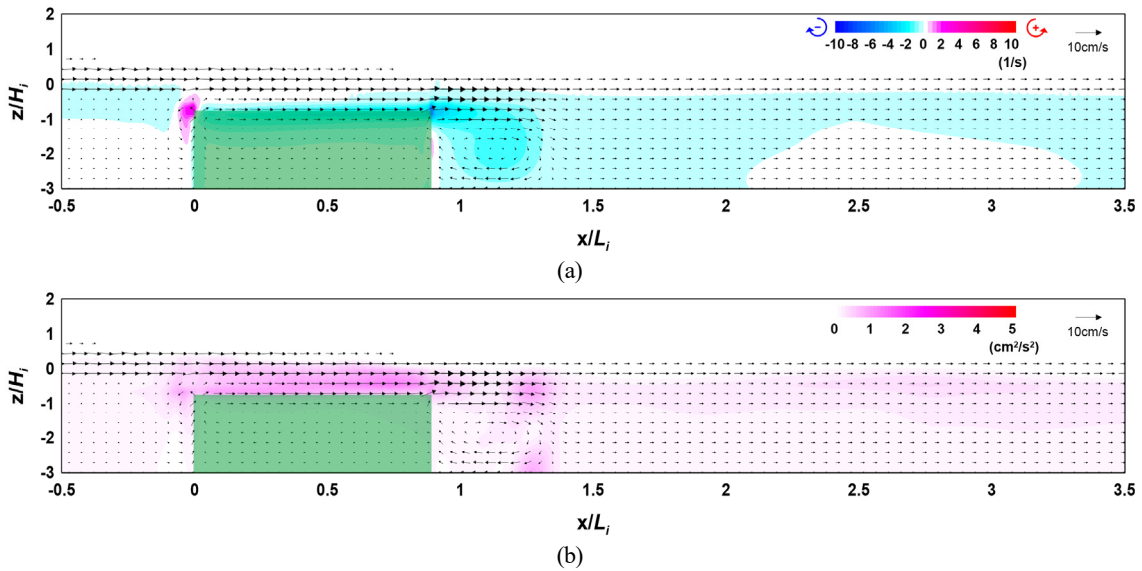 2
1
0
-1
-2
-3
z/Hi
-0.5 0 0.5 1 1.5 2 2.5 3 3.5
x/Li
- +
-10 -8 -6 -4 -2 0 2 4 6 8 10
(1/s)
10cm/s
(a)
2
1
0
-1
-2
-3
z/Hi
-0.5 0 0.5 1 1.5 2 2.5 3 3.5
x/Li
0 1 2 3 4 5
(cm²/s²)
10cm/s
(b)